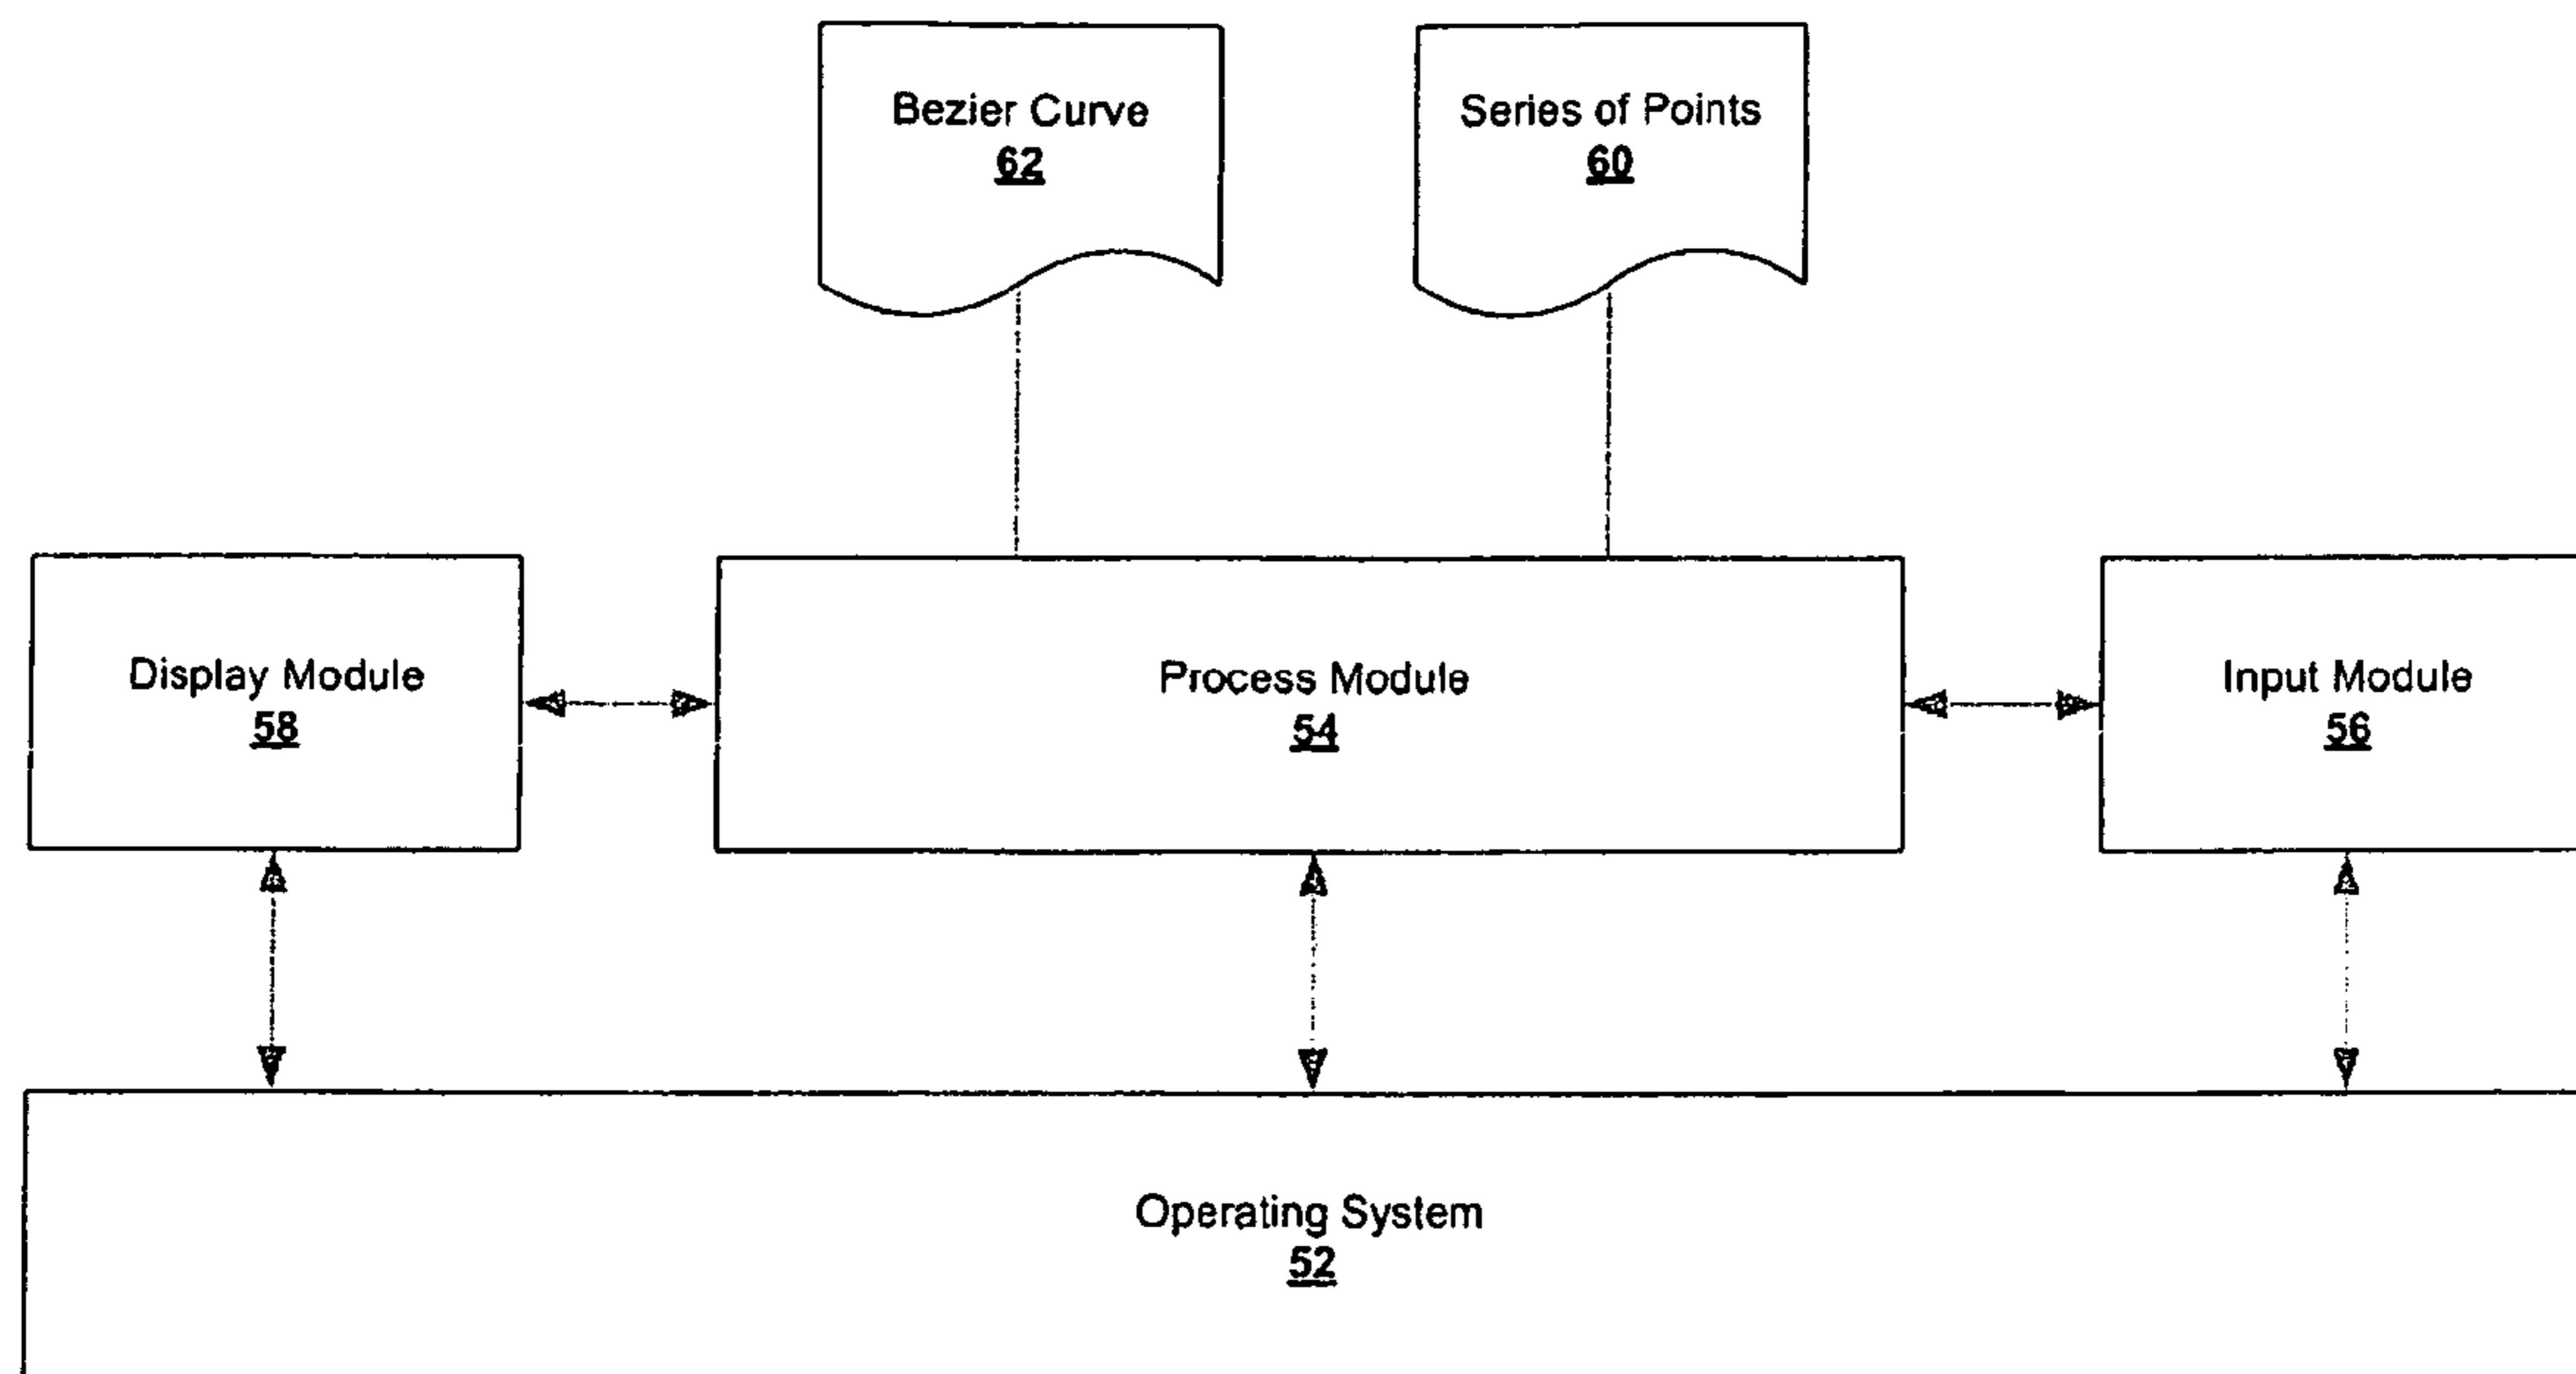 Bezier Curve
62
Series of Points
60
Display Module
58
Process Module
54
Input Module
56
Operating System
52